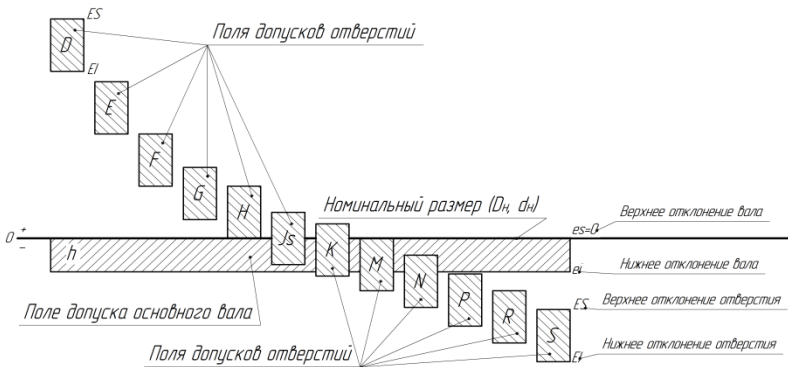 ES
Поля допусков отверстий
D
EI
E
F
G
H
Номинальный размер (Dн, dн)
Верхнее отклонение вала
es=0
0
+
−
h
Js
K
M
Нижнее отклонение вала
ei
N
Поле допуска основного вала
P
R
ES
Верхнее отклонение отверстия
S
Поля допусков отверстий
EI
Нижнее отклонение отверстия